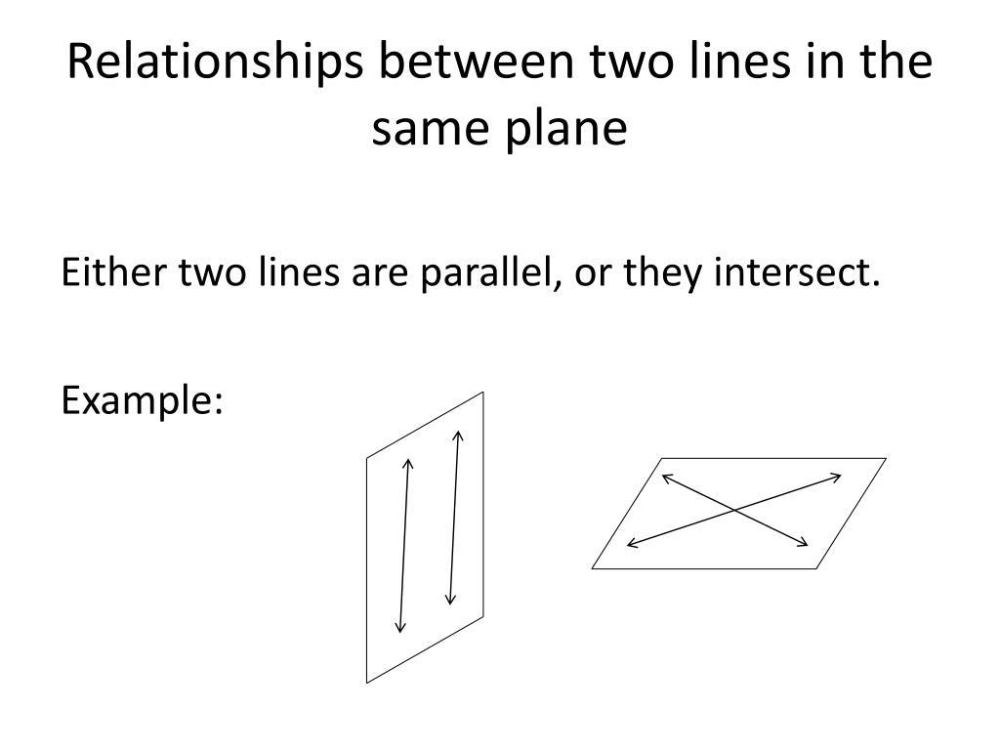 Relationships between two lines in the
same plane
Either two lines are parallel, or they intersect.
Example: